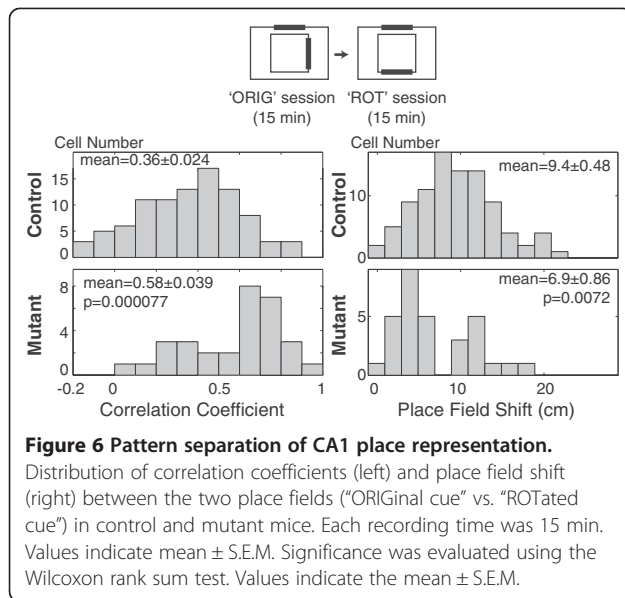 'ORIG' session 'ROT' session
(15 min) (15 min)
Cell Number Cell Number
mean=0.36±0.024 mean=9.4±0.48
Control 15 10 5 0
Control 10 0
mean=0.58±0.039 mean=6.9±0.86
p=0.000077 p=0.0072
Mutant 8 4 0
Mutant 5 0
-0.2 0 0.5 1 0 10 20
Correlation Coefficient Place Field Shift (cm)
Figure 6 Pattern separation of CA1 place representation.
Distribution of correlation coefficients (left) and place field shift
(right) between the two place fields ("ORIGinal cue" vs. "ROTated
cue") in control and mutant mice. Each recording time was 15 min.
Values indicate mean ± S.E.M. Significance was evaluated using the
Wilcoxon rank sum test. Values indicate the mean ± S.E.M.